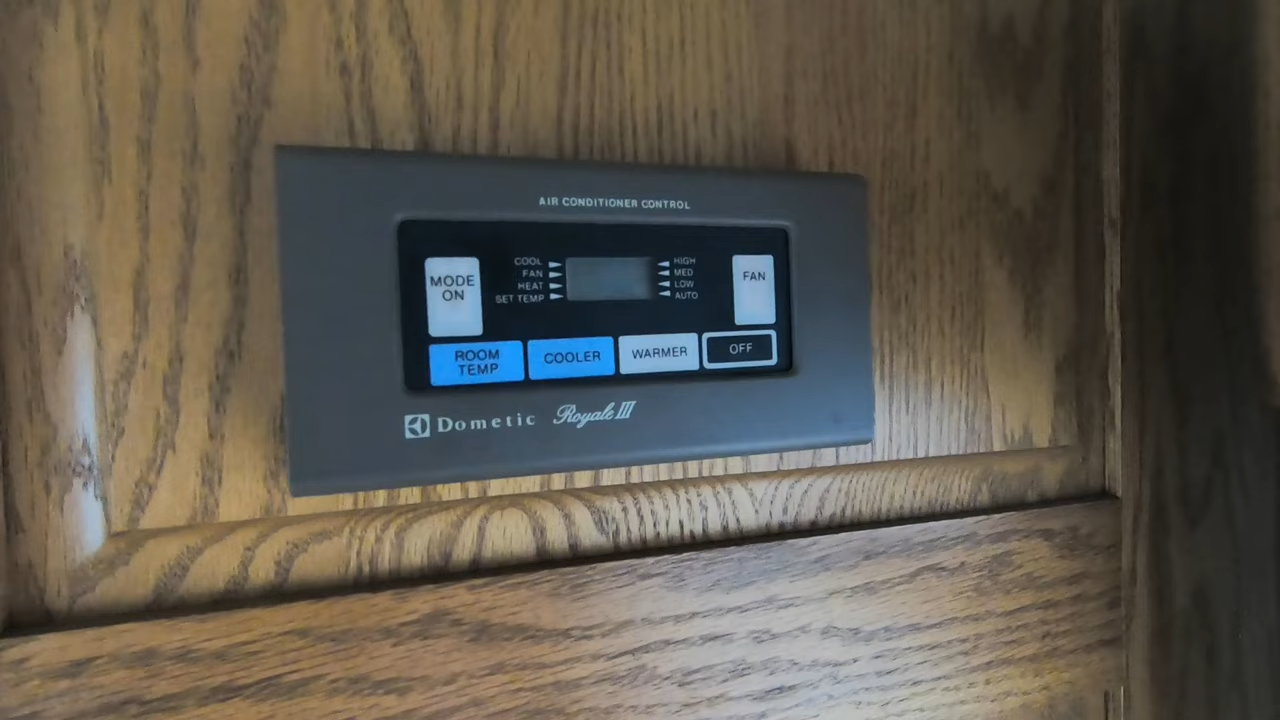 AIR CONDITIONER CONTROL
MODE
ON
COOL
FAN
HEAT
SET TEMP
HIGH
MED
LOW
AUTO
FAN
ROOM
TEMP
COOLER
WARMER
OFF
Dometic Royale III